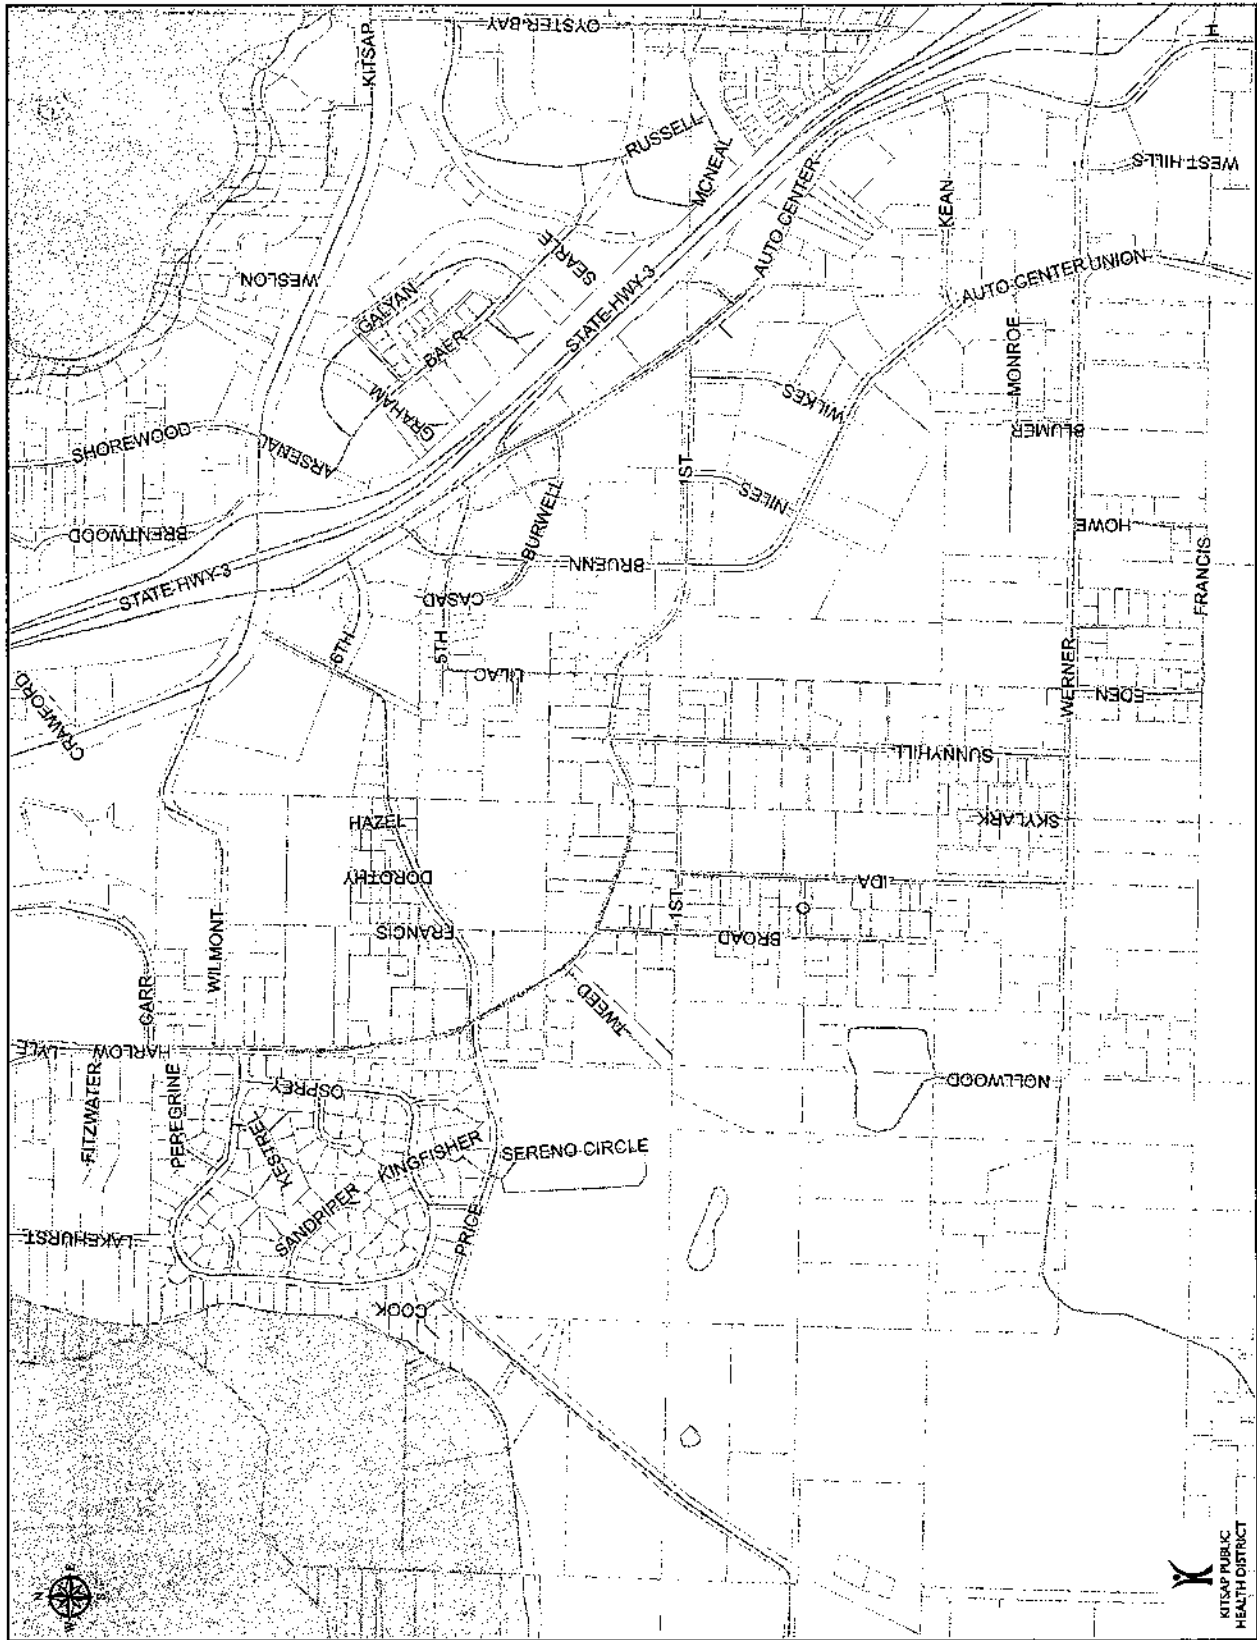 OYSTER BAY
KITSAP
RUSSELL
MCNEAL
WEST HILLS
AUTO CENTER
KEAN
WESLON
SEARLE
GALYAN
STATE HWY 3
AUTO CENTER UNION
BAER
GRAHAM
MONROE
WILKES
SHOREWOOD
ARSENAL
BLUMER
1ST
NILES
BRENTWOOD
BURWELL
HOWE
BRUENN
FRANCIS
STATE HWY 3
CASAD
6TH
5TH
LILAC
WERNER
EDEN
CRAWFORD
SUNNYHILL
HAZEL
SKYLARK
DOROTHY
IDA
1ST
FRANCIS
BROAD
WILMONT
CARR
TWEED
LYLE
HARLOW
OSPREY
NOLLWOOD
FITZWATER
PEREGRINE
KESTREL
KINGFISHER
SERENO CIRCLE
SANDPIPER
PRICE
LAKEHURST
COOK
N
E
S
W
KITSAP PUBLIC
HEALTH DISTRICT